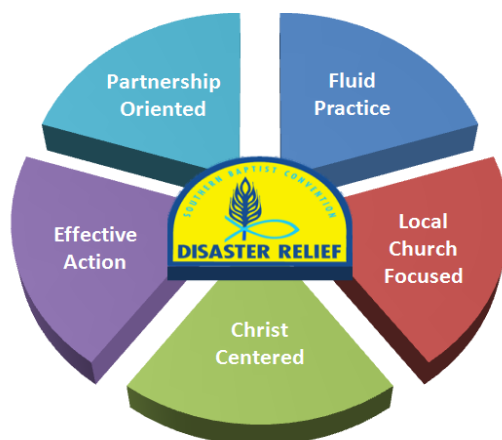 Partnership
Oriented
Fluid
Practice
SOUTHERN BAPTIST CONVENTION
DISASTER RELIEF
Effective
Action
Local
Church
Focused
Christ
Centered